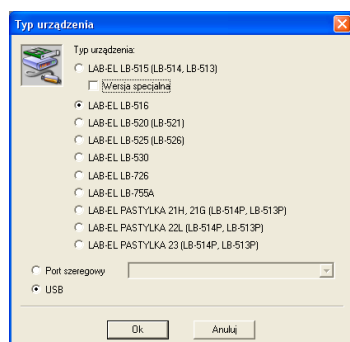 Typ urządzenia
Typ urządzenia:
LAB-EL LB-515 (LB-514, LB-513)
Wersja specjalna
LAB-EL LB-516
LAB-EL LB-520 (LB-521)
LAB-EL LB-525 (LB-526)
LAB-EL LB-530
LAB-EL LB-726
LAB-EL LB-755A
LAB-EL PASTYLKA 21H, 21G (LB-514P, LB-513P)
LAB-EL PASTYLKA 22L (LB-514P, LB-513P)
LAB-EL PASTYLKA 23 (LB-514P, LB-513P)
Port szeregowy
USB
Ok Anuluj